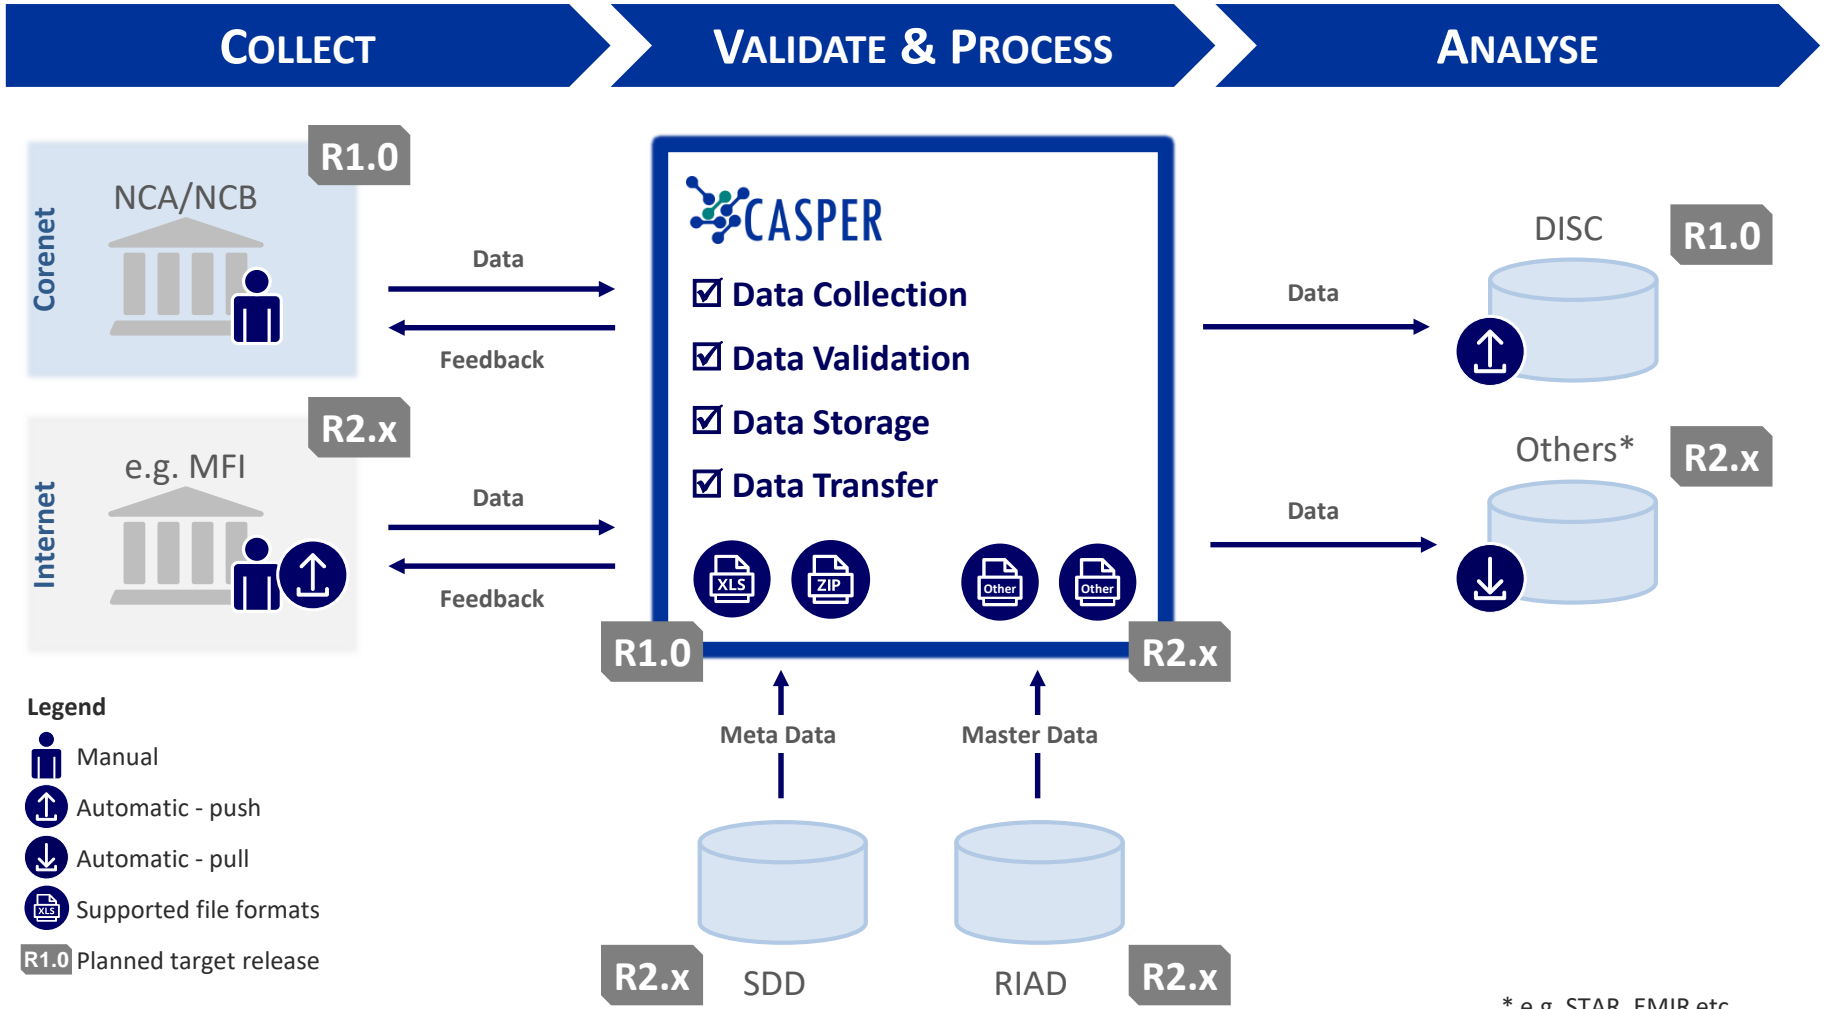 COLLECT
VALIDATE & PROCESS
ANALYSE
R1.0
NCA/NCB
Corenet
Data
Feedback
R2.x
e.g. MFI
Internet
Data
Feedback
CASPER
Data Collection
Data Validation
Data Storage
Data Transfer
XLS
ZIP
Other
Other
R1.0
R2.x
Data
DISC
R1.0
Data
Others*
R2.x
Meta Data
Master Data
R2.x
SDD
RIAD
R2.x
Legend
Manual
Automatic - push
Automatic - pull
XLS
Supported file formats
R1.0
Planned target release
* e.g. STAR, EMIR etc